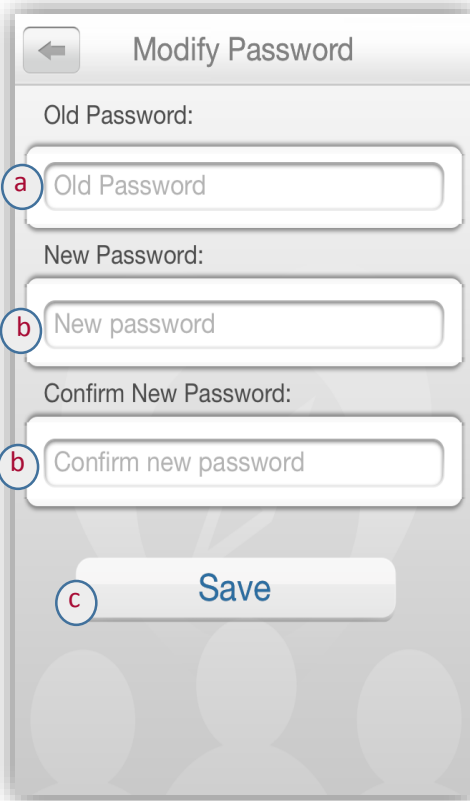 Modify Password
Old Password:
a Old Password
New Password:
b New password
Confirm New Password:
b Confirm new password
c Save